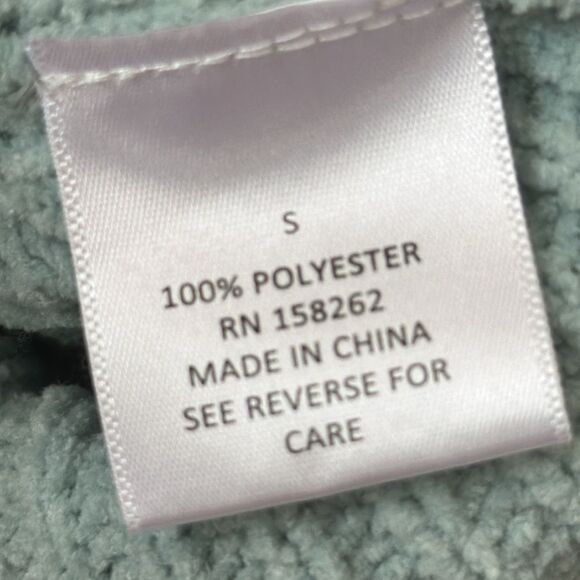 S
100% POLYESTER
RN 158262
MADE IN CHINA
SEE REVERSE FOR
CARE